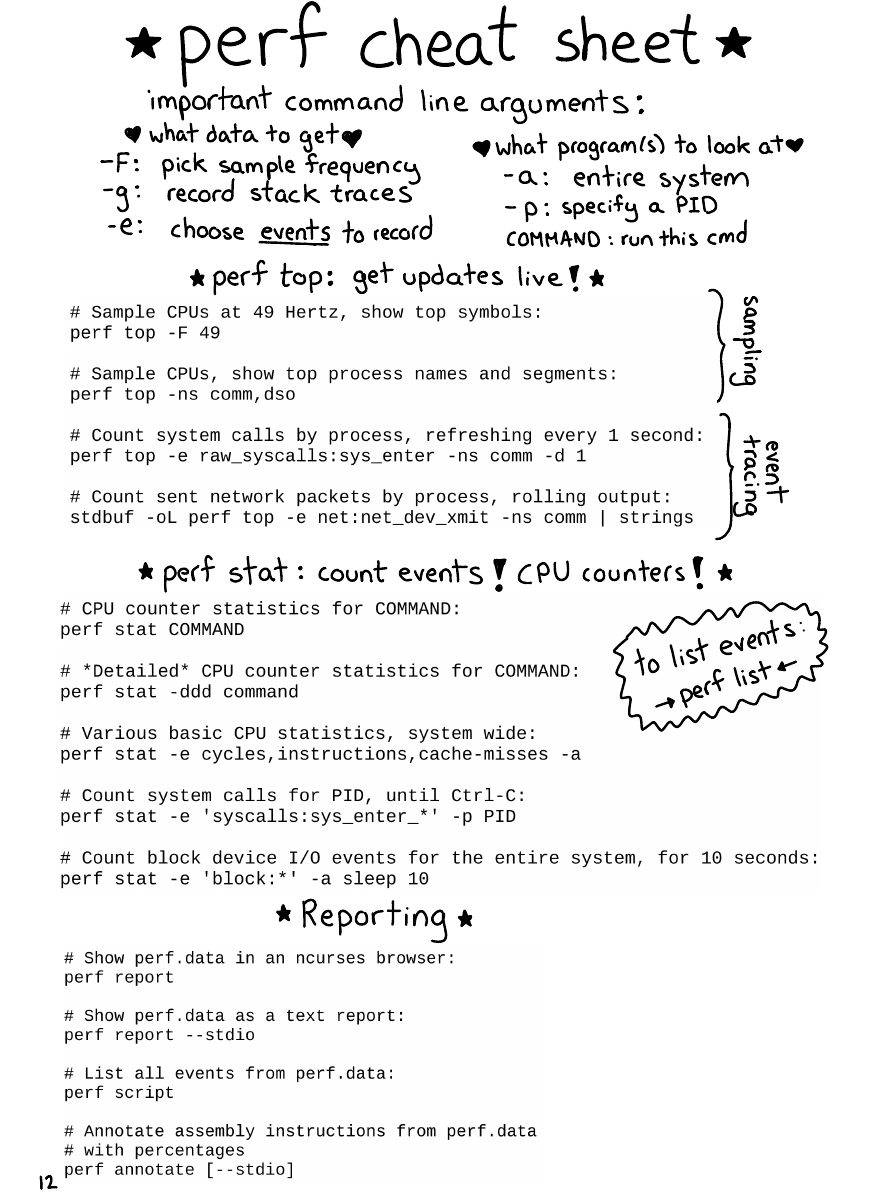 ★ perf cheat sheet ★
important command line arguments:
♥ what data to get ♥
-F: pick sample frequency
-g: record stack traces
-e: choose events to record
♥ what program(s) to look at ♥
-a: entire system
-p: specify a PID
COMMAND: run this cmd
★ perf top: get updates live! ★
# Sample CPUs at 49 Hertz, show top symbols:
perf top -F 49
# Sample CPUs, show top process names and segments:
perf top -ns comm,dso
sampling
# Count system calls by process, refreshing every 1 second:
perf top -e raw_syscalls:sys_enter -ns comm -d 1
# Count sent network packets by process, rolling output:
stdbuf -oL perf top -e net:net_dev_xmit -ns comm | strings
event
tracing
★ perf stat: count events! CPU counters! ★
# CPU counter statistics for COMMAND:
perf stat COMMAND
# *Detailed* CPU counter statistics for COMMAND:
perf stat -ddd command
# Various basic CPU statistics, system wide:
perf stat -e cycles,instructions,cache-misses -a
# Count system calls for PID, until Ctrl-C:
perf stat -e 'syscalls:sys_enter_*' -p PID
# Count block device I/O events for the entire system, for 10 seconds:
perf stat -e 'block:*' -a sleep 10
to list events:
→ perf list ←
★ Reporting ★
# Show perf.data in an ncurses browser:
perf report
# Show perf.data as a text report:
perf report --stdio
# List all events from perf.data:
perf script
# Annotate assembly instructions from perf.data
# with percentages
perf annotate [--stdio]
12